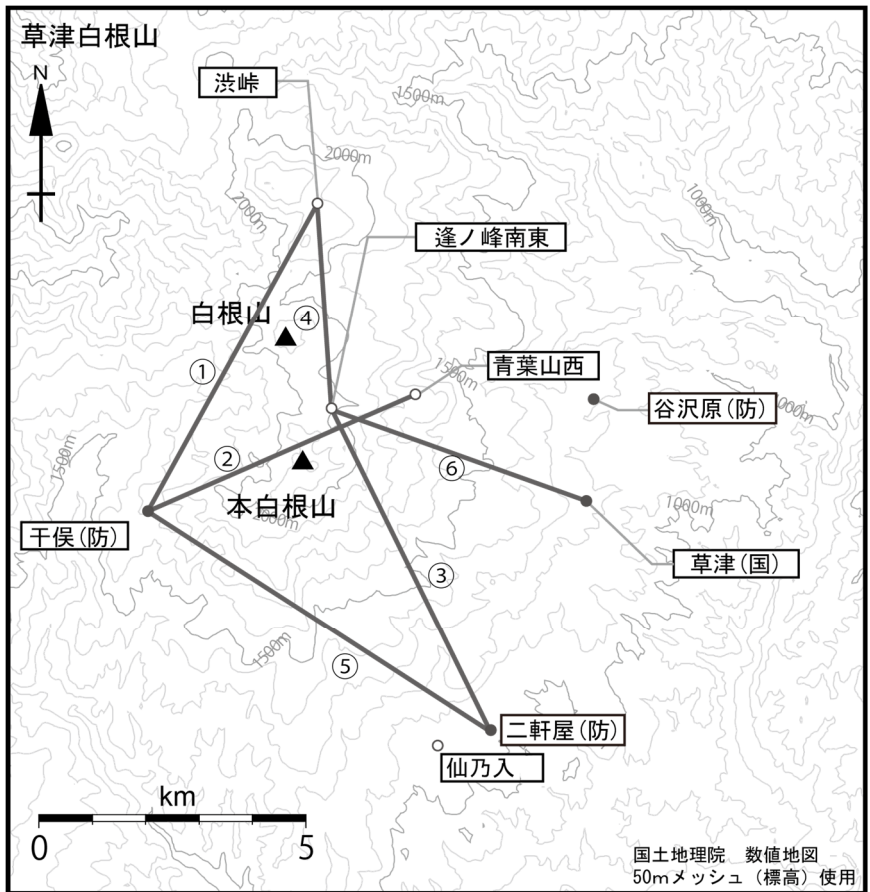 草津白根山
N
渋峠
1500m
2000m
2000m
1000m
逢ノ峰南東
白根山
④
①
青葉山西
1500m
谷沢原(防)
1000m
1500m
②
⑥
本白根山
2000m
1000m
干俣(防)
草津(国)
③
1500m
⑤
二軒屋(防)
仙乃入
km
0 5
国土地理院 数値地図
50mメッシュ(標高)使用